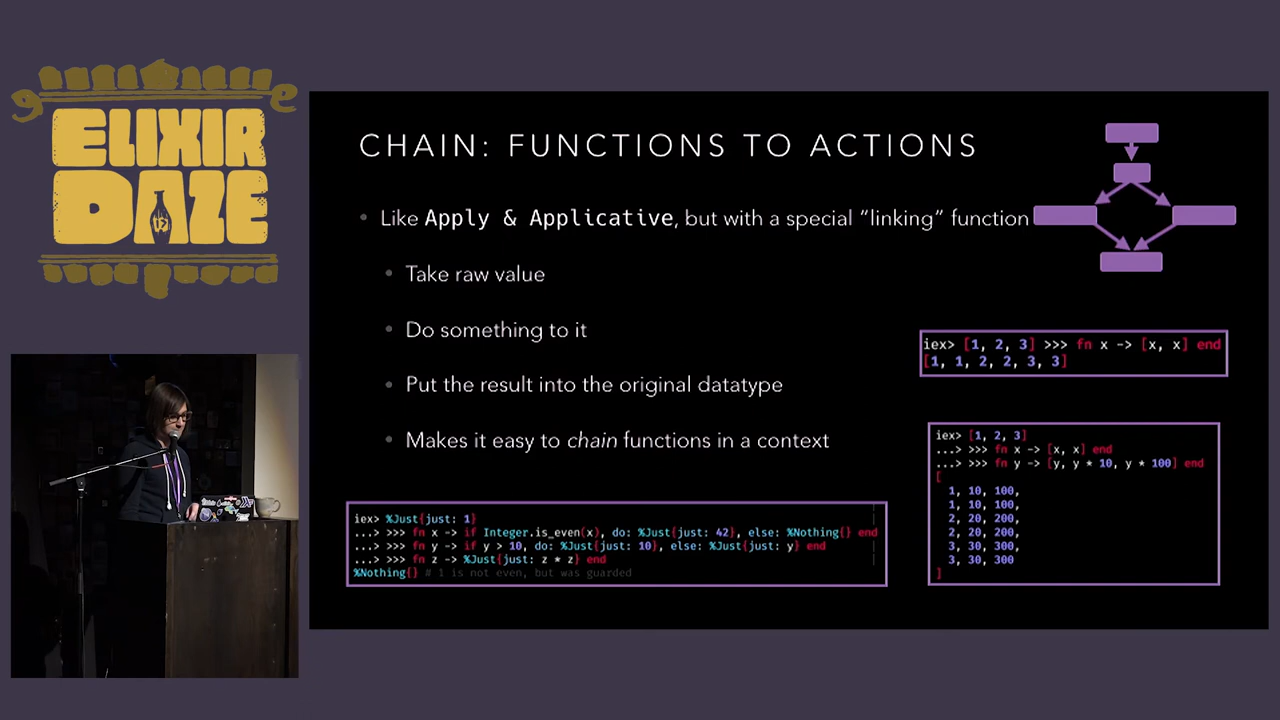 ELIXIR
DAZE
CHAIN: FUNCTIONS TO ACTIONS
• Like Apply & Applicative, but with a special “linking” function
• Take raw value
• Do something to it
• Put the result into the original datatype
• Makes it easy to chain functions in a context
iex> [1, 2, 3] >>> fn x -> [x, x] end
[1, 1, 2, 2, 3, 3]
iex> [1, 2, 3]
...> >>> fn x -> [x, x] end
...> >>> fn y -> [y, y * 10, y * 100] end
[
1, 10, 100,
1, 10, 100,
2, 20, 200,
2, 20, 200,
3, 30, 300,
3, 30, 300
]
iex> %Just{just: 1}
...> >>> fn x -> if Integer.is_even(x), do: %Just{just: 42}, else: %Nothing{} end
...> >>> fn y -> if y > 10, do: %Just{just: 10}, else: %Just{just: y} end
...> >>> fn z -> %Just{just: z * z} end
%Nothing{} # 1 is not even, but was guarded